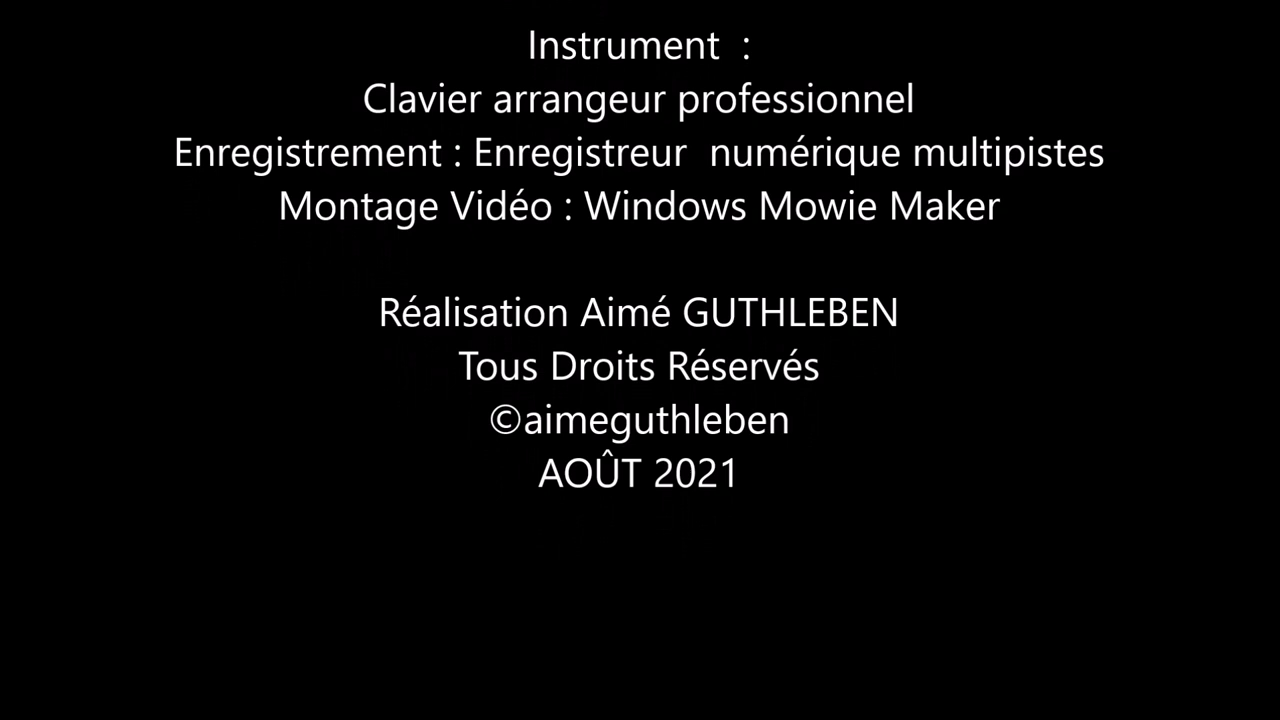 Instrument  :
Clavier arrangeur professionnel
Enregistrement : Enregistreur  numérique multipistes
Montage Vidéo : Windows Mowie Maker
Réalisation Aimé GUTHLEBEN
Tous Droits Réservés
©aimeguthleben
AOÛT 2021